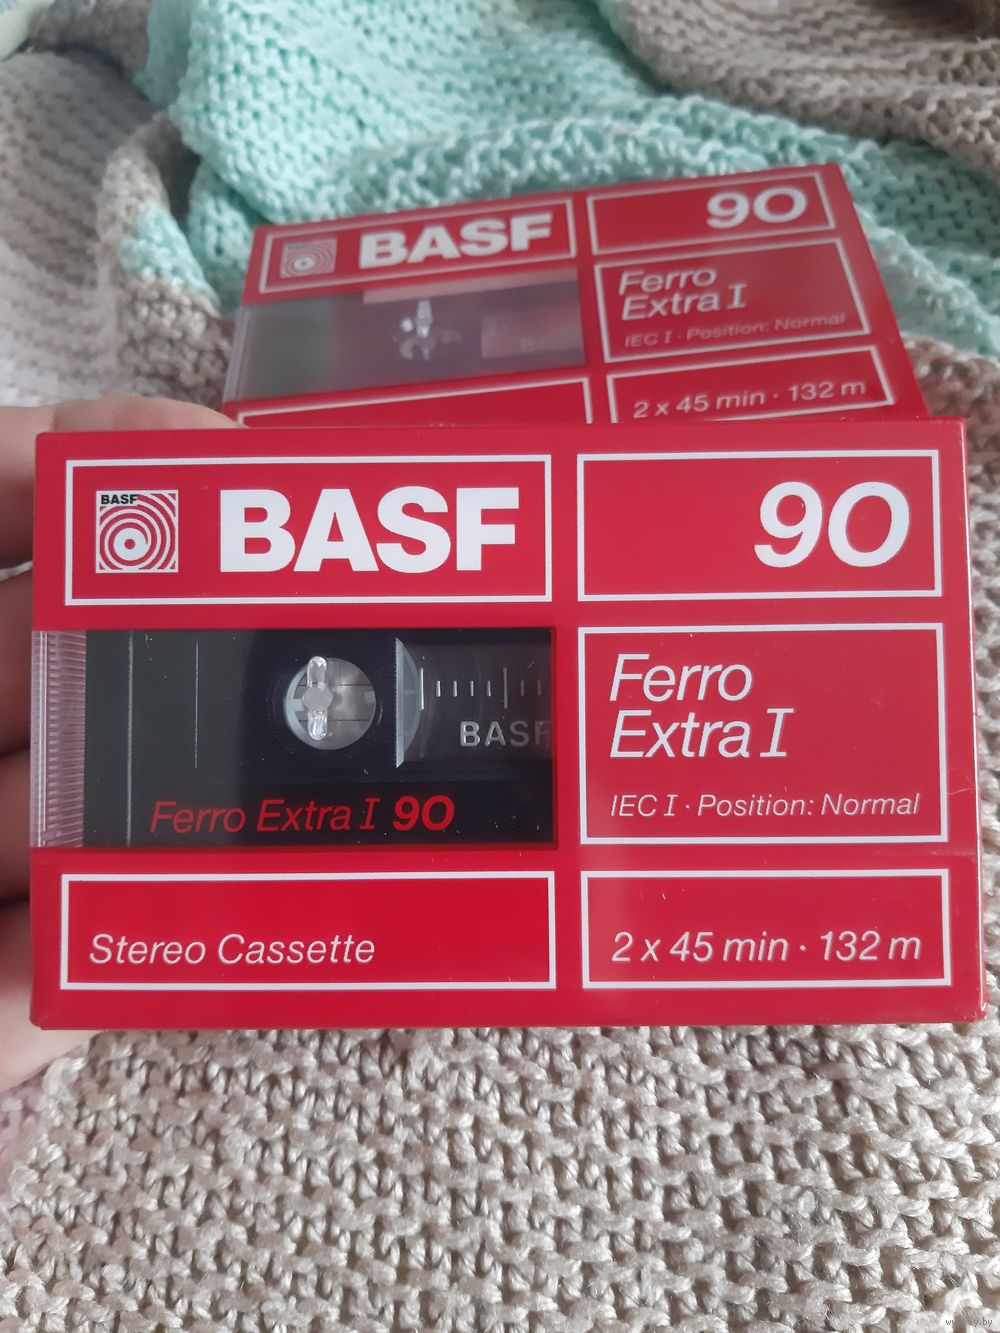 BASF
90
Ferro
Extra I
IEC I · Position: Normal
2 x 45 min · 132 m
BASF
BASF
90
BASF
Ferro Extra I 90
Ferro
Extra I
IEC I · Position: Normal
Stereo Cassette
2 x 45 min · 132 m